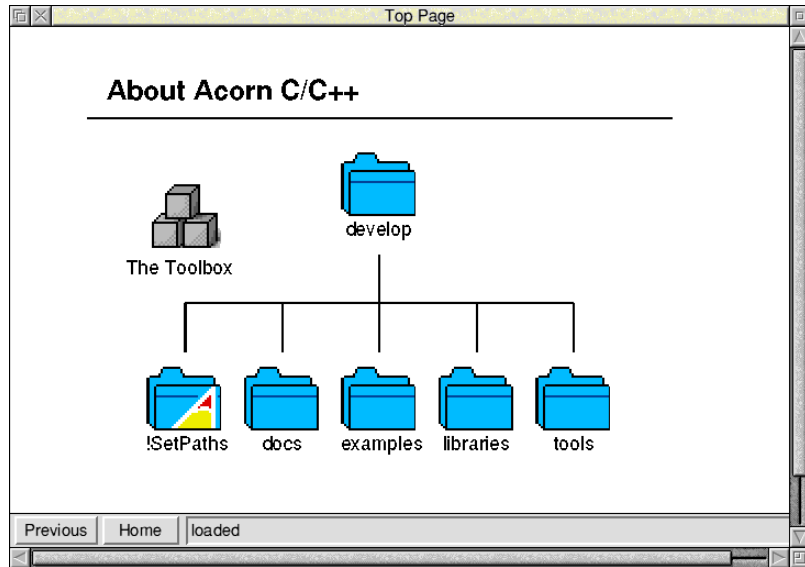 Top Page
About Acorn C/C++
develop
The Toolbox
!SetPaths docs examples libraries tools
Previous Home loaded